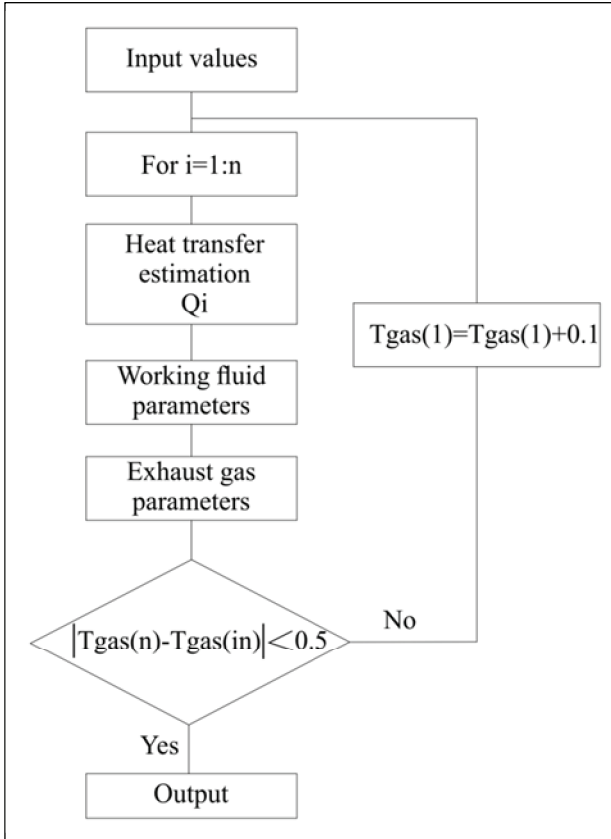 Input values
For i=1:n
Heat transfer
estimation
Qi
Tgas(1)=Tgas(1)+0.1
Working fluid
parameters
Exhaust gas
parameters
|Tgas(n)-Tgas(in)|<0.5
No
Yes
Output